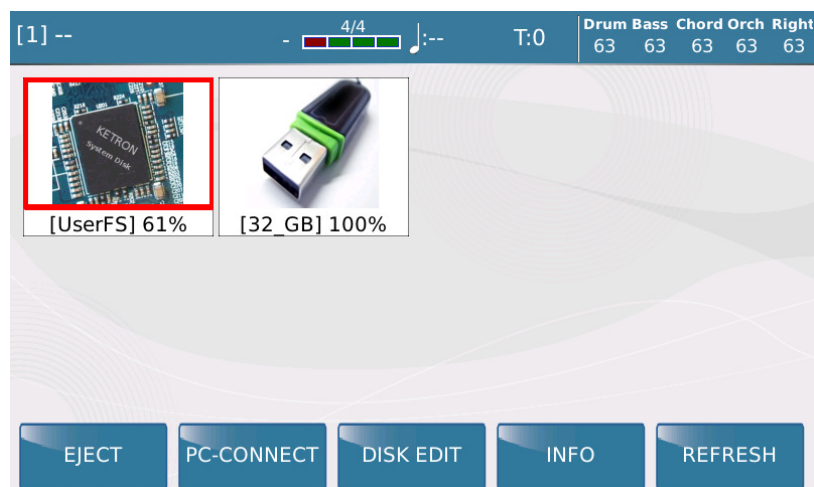 [1] --
- 4/4 ♩:--
T:0
Drum Bass Chord Orch Right
63 63 63 63 63
KETRON
System Disk
[UserFS] 61%
[32_GB] 100%
EJECT
PC-CONNECT
DISK EDIT
INFO
REFRESH